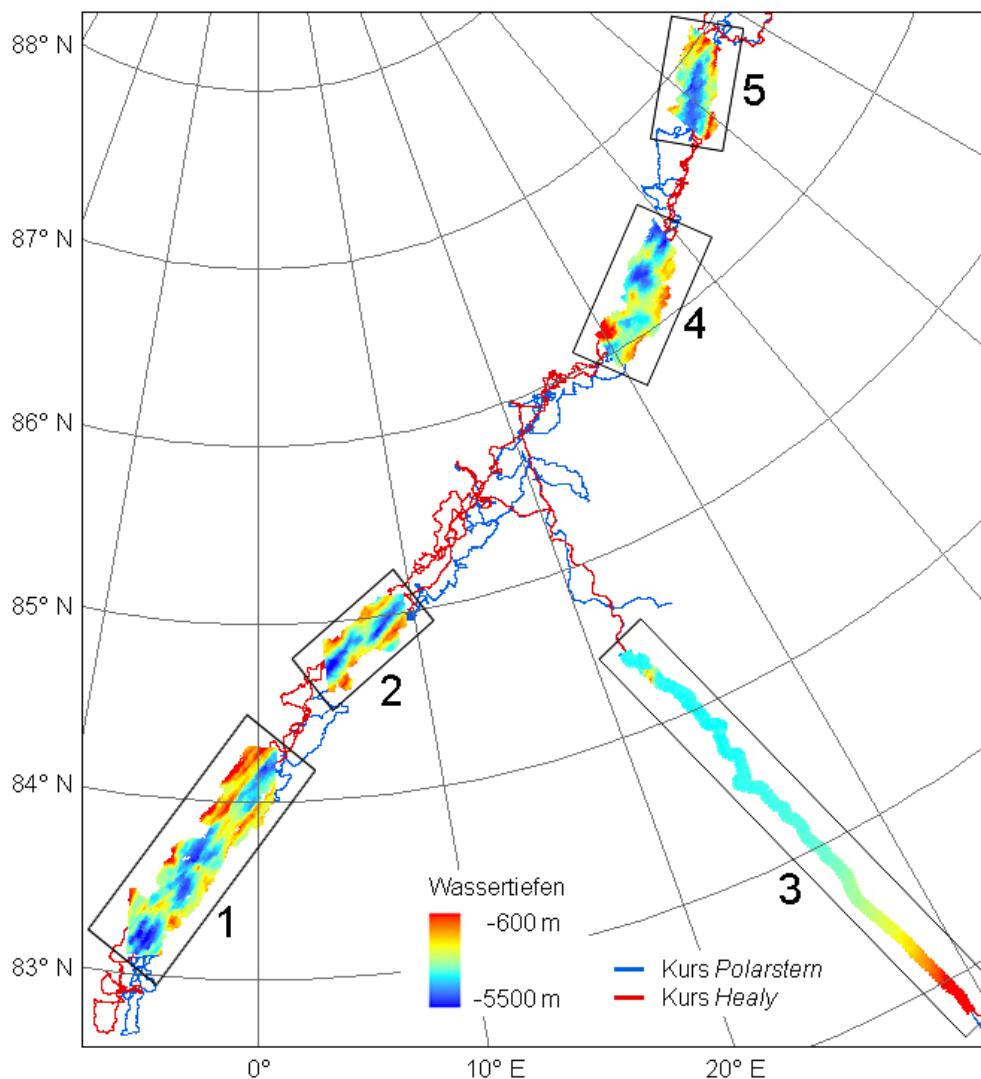 88° N
5
87° N
4
86° N
85° N
2
84° N
3
1
Wassertiefen
-600 m
-5500 m
Kurs Polarstern
Kurs Healy
83° N
0°
10° E
20° E